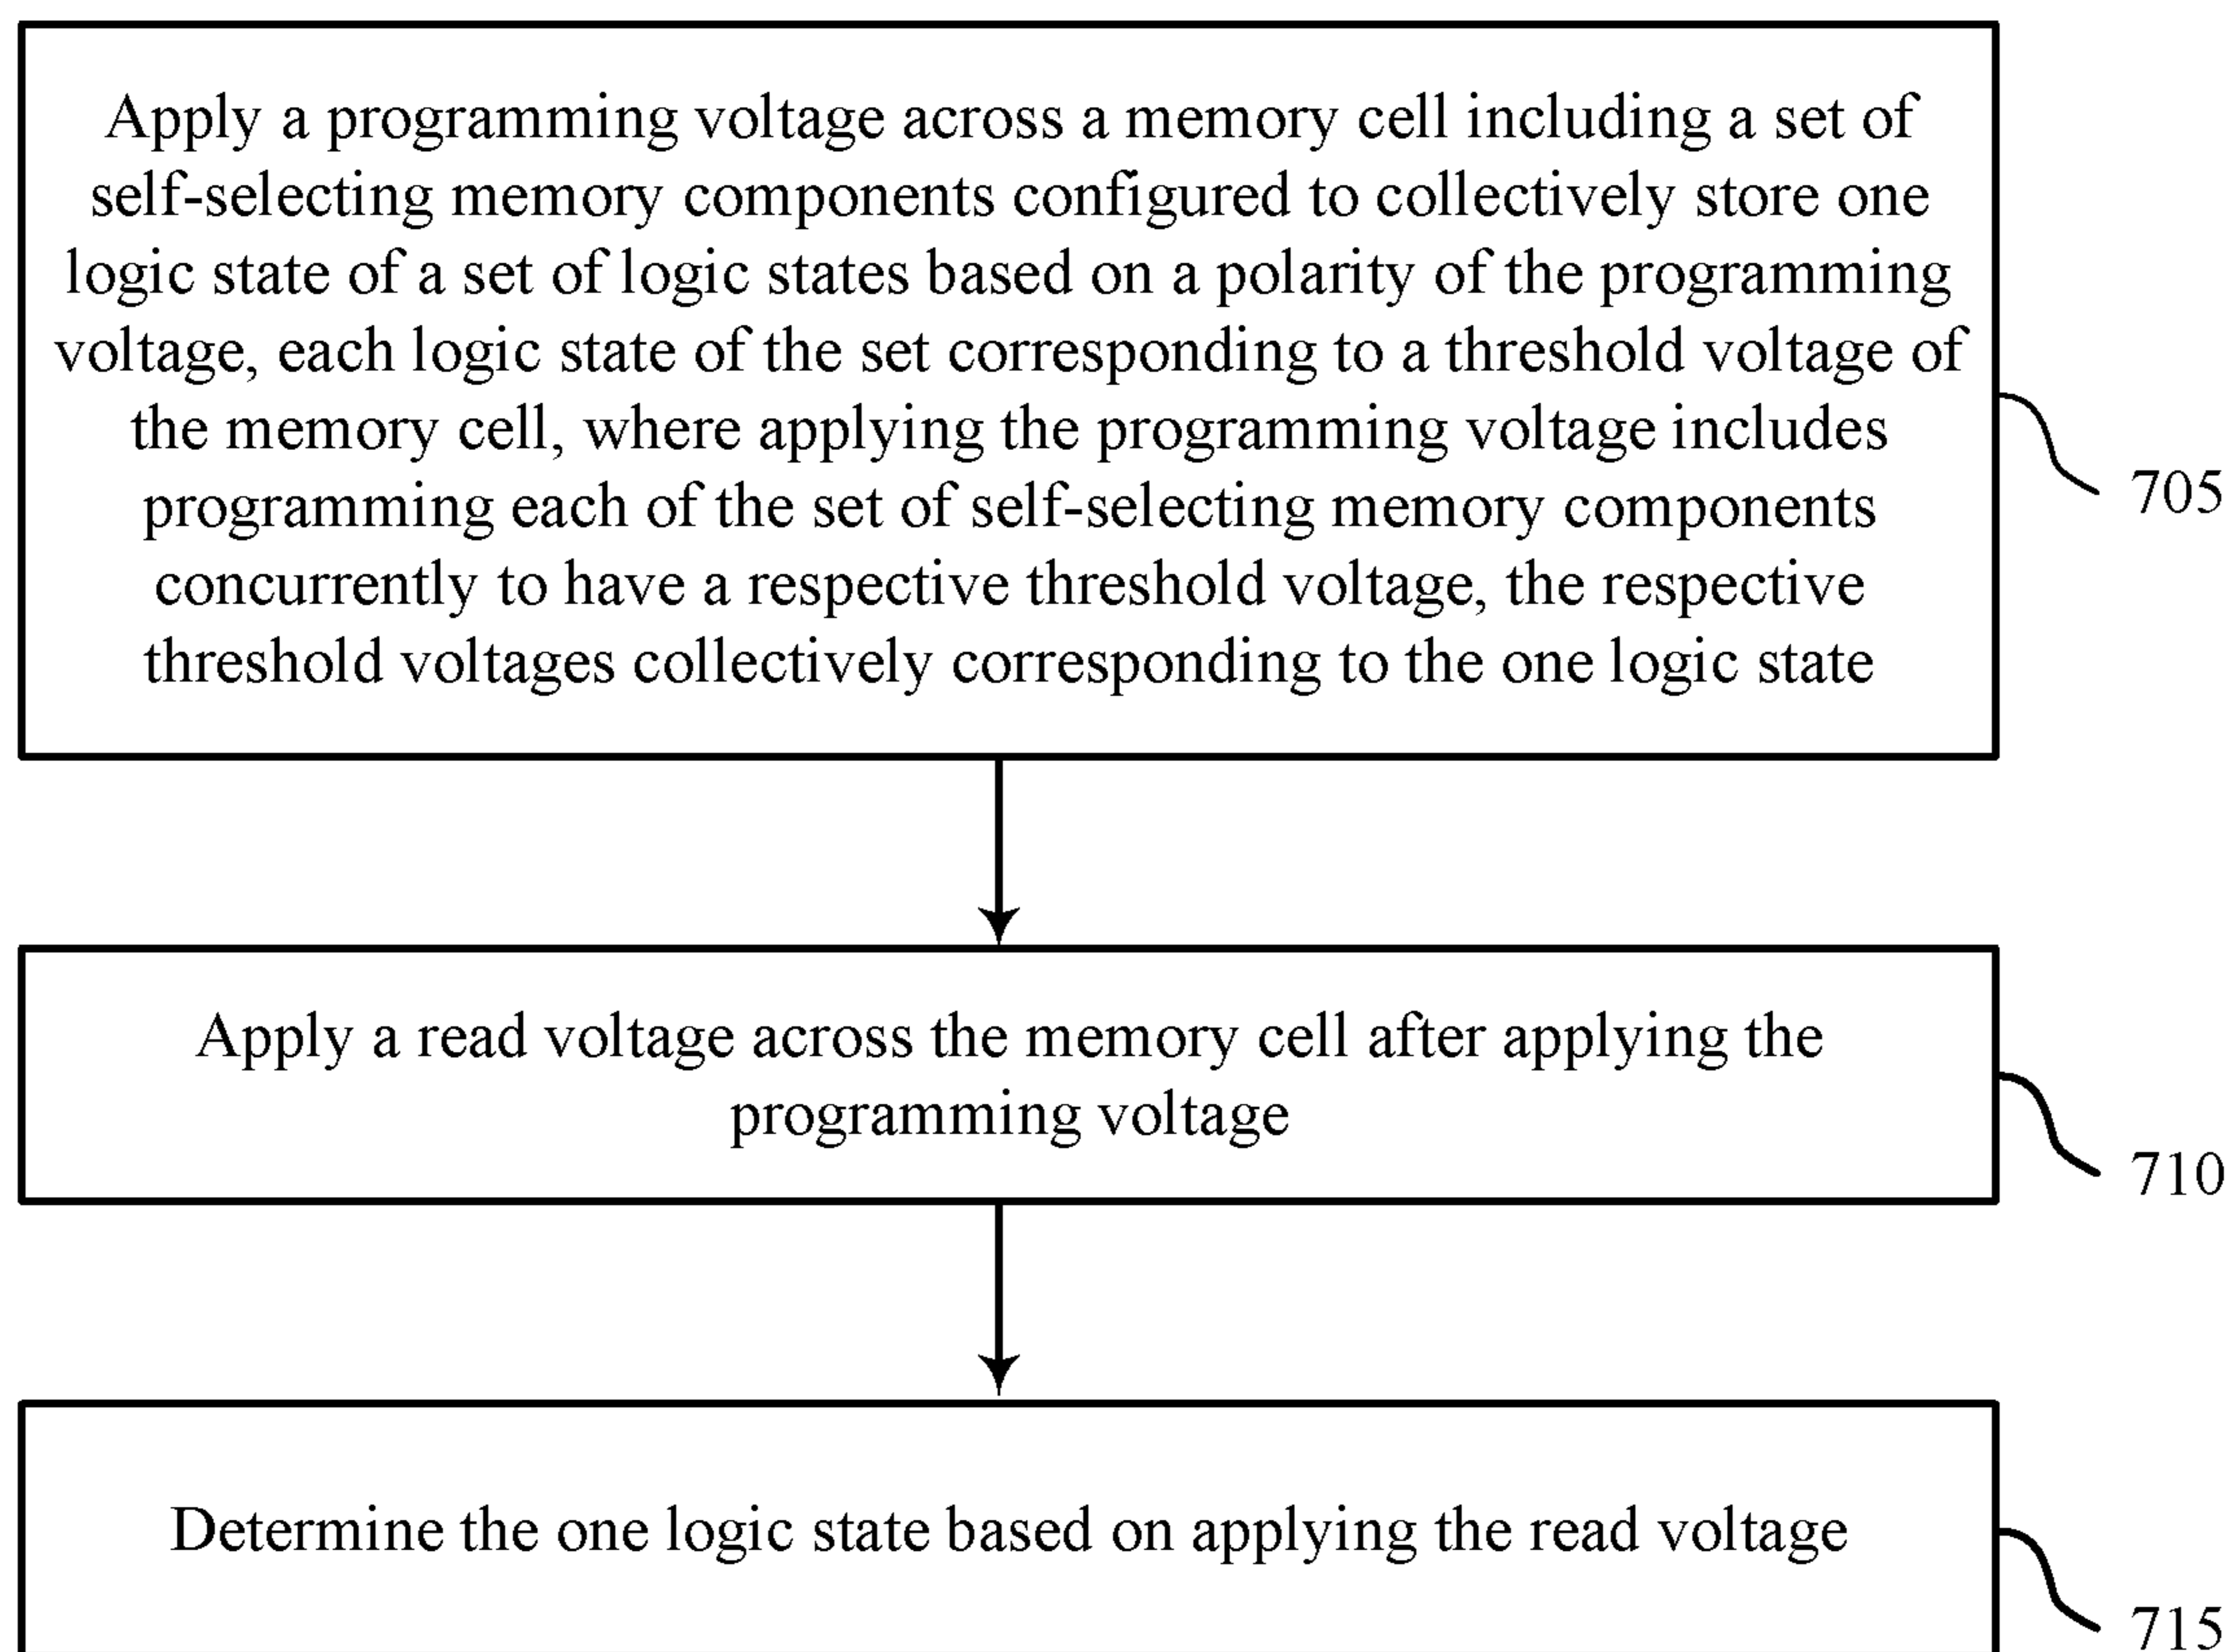 Apply a programming voltage across a memory cell including a set of
self-selecting memory components configured to collectively store one
logic state of a set of logic states based on a polarity of the programming
voltage, each logic state of the set corresponding to a threshold voltage of
the memory cell, where applying the programming voltage includes
programming each of the set of self-selecting memory components
concurrently to have a respective threshold voltage, the respective
threshold voltages collectively corresponding to the one logic state
705
Apply a read voltage across the memory cell after applying the
programming voltage
710
Determine the one logic state based on applying the read voltage
715